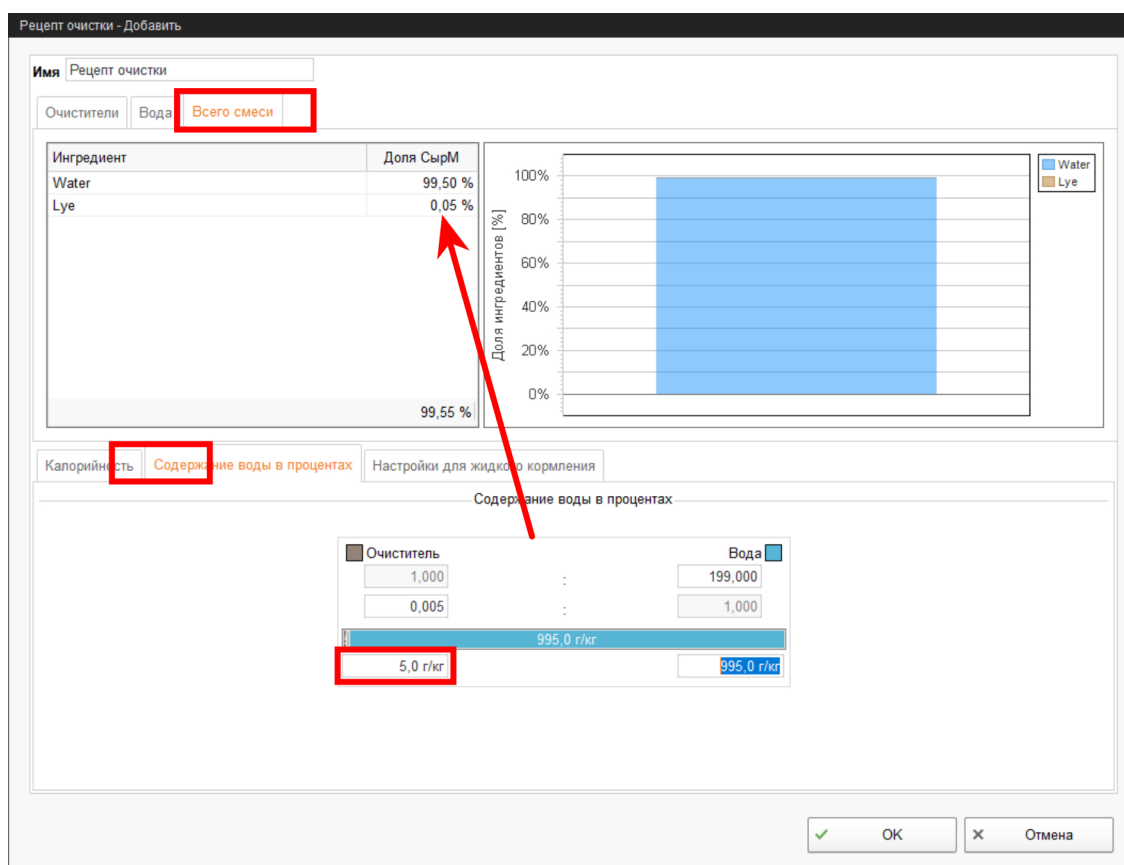 Рецепт очистки - Добавить
Имя Рецепт очистки
Очистители Вода Всего смеси
Ингредиент Доля СырМ
Water 99,50 %
Lye 0,05 %
99,55 %
Доля ингредиентов [%]
100%
80%
60%
40%
20%
0%
Water
Lye
Калорийность Содержание воды в процентах Настройки для жидкого кормления
Содержание воды в процентах
Очиститель Вода
1,000 : 199,000
0,005 : 1,000
995,0 г/кг
5,0 г/кг 995,0 г/кг
OK Отмена